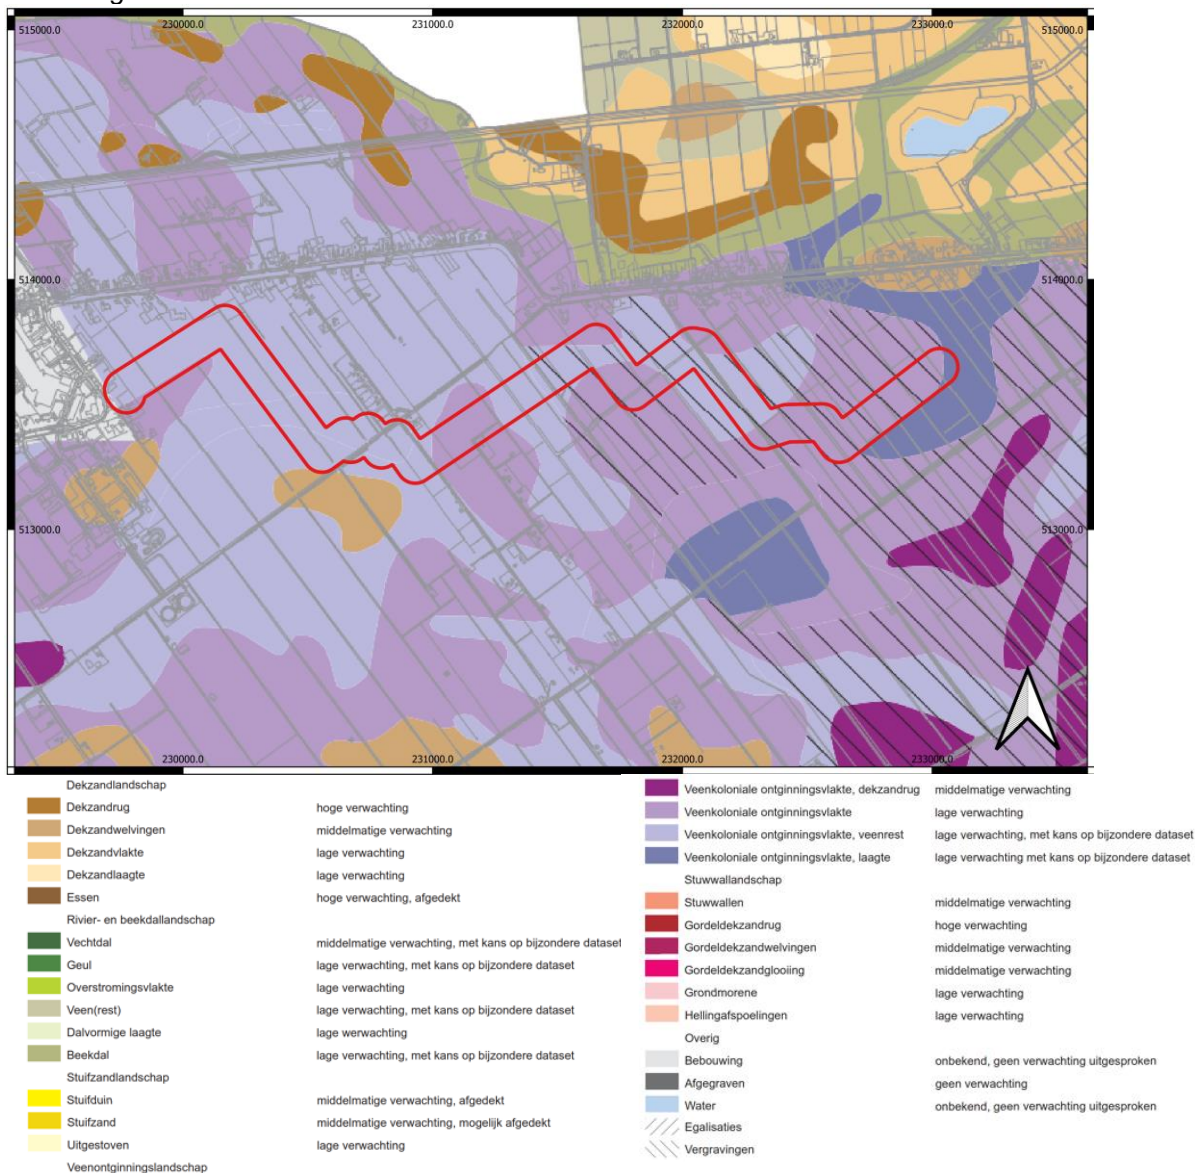 230000.0 231000.0 232000.0 233000.0
515000.0 515000.0
514000.0 514000.0
513000.0 513000.0
230000.0 231000.0 232000.0 233000.0
Dekzandlandschap
Dekzandrug hoge verwachting
Dekzandwelvingen middelmatige verwachting
Dekzandvlakte lage verwachting
Dekzandlaagte lage verwachting
Essen hoge verwachting, afgedekt
Rivier- en beekdallandschap
Vechtdal middelmatige verwachting, met kans op bijzondere dataset
Geul lage verwachting, met kans op bijzondere dataset
Overstromingsvlakte lage verwachting
Veen(rest) lage verwachting, met kans op bijzondere dataset
Dalvormige laagte lage werwachting
Beekdal lage verwachting, met kans op bijzondere dataset
Stuifzandlandschap
Stuifduin middelmatige verwachting, afgedekt
Stuifzand middelmatige verwachting, mogelijk afgedekt
Uitgestoven lage verwachting
Veenontginningslandschap
Veenkoloniale ontginningsvlakte, dekzandrug middelmatige verwachting
Veenkoloniale ontginningsvlakte lage verwachting
Veenkoloniale ontginningsvlakte, veenrest lage verwachting, met kans op bijzondere dataset
Veenkoloniale ontginningsvlakte, laagte lage verwachting met kans op bijzondere dataset
Stuwwallandschap
Stuwwallen middelmatige verwachting
Gordeldekzandrug hoge verwachting
Gordeldekzandwelvingen middelmatige verwachting
Gordeldekzandglooiing middelmatige verwachting
Grondmorene lage verwachting
Hellingafspoelingen lage verwachting
Overig
Bebouwing onbekend, geen verwachting uitgesproken
Afgegraven geen verwachting
Water onbekend, geen verwachting uitgesproken
Egalisaties
Vergravingen